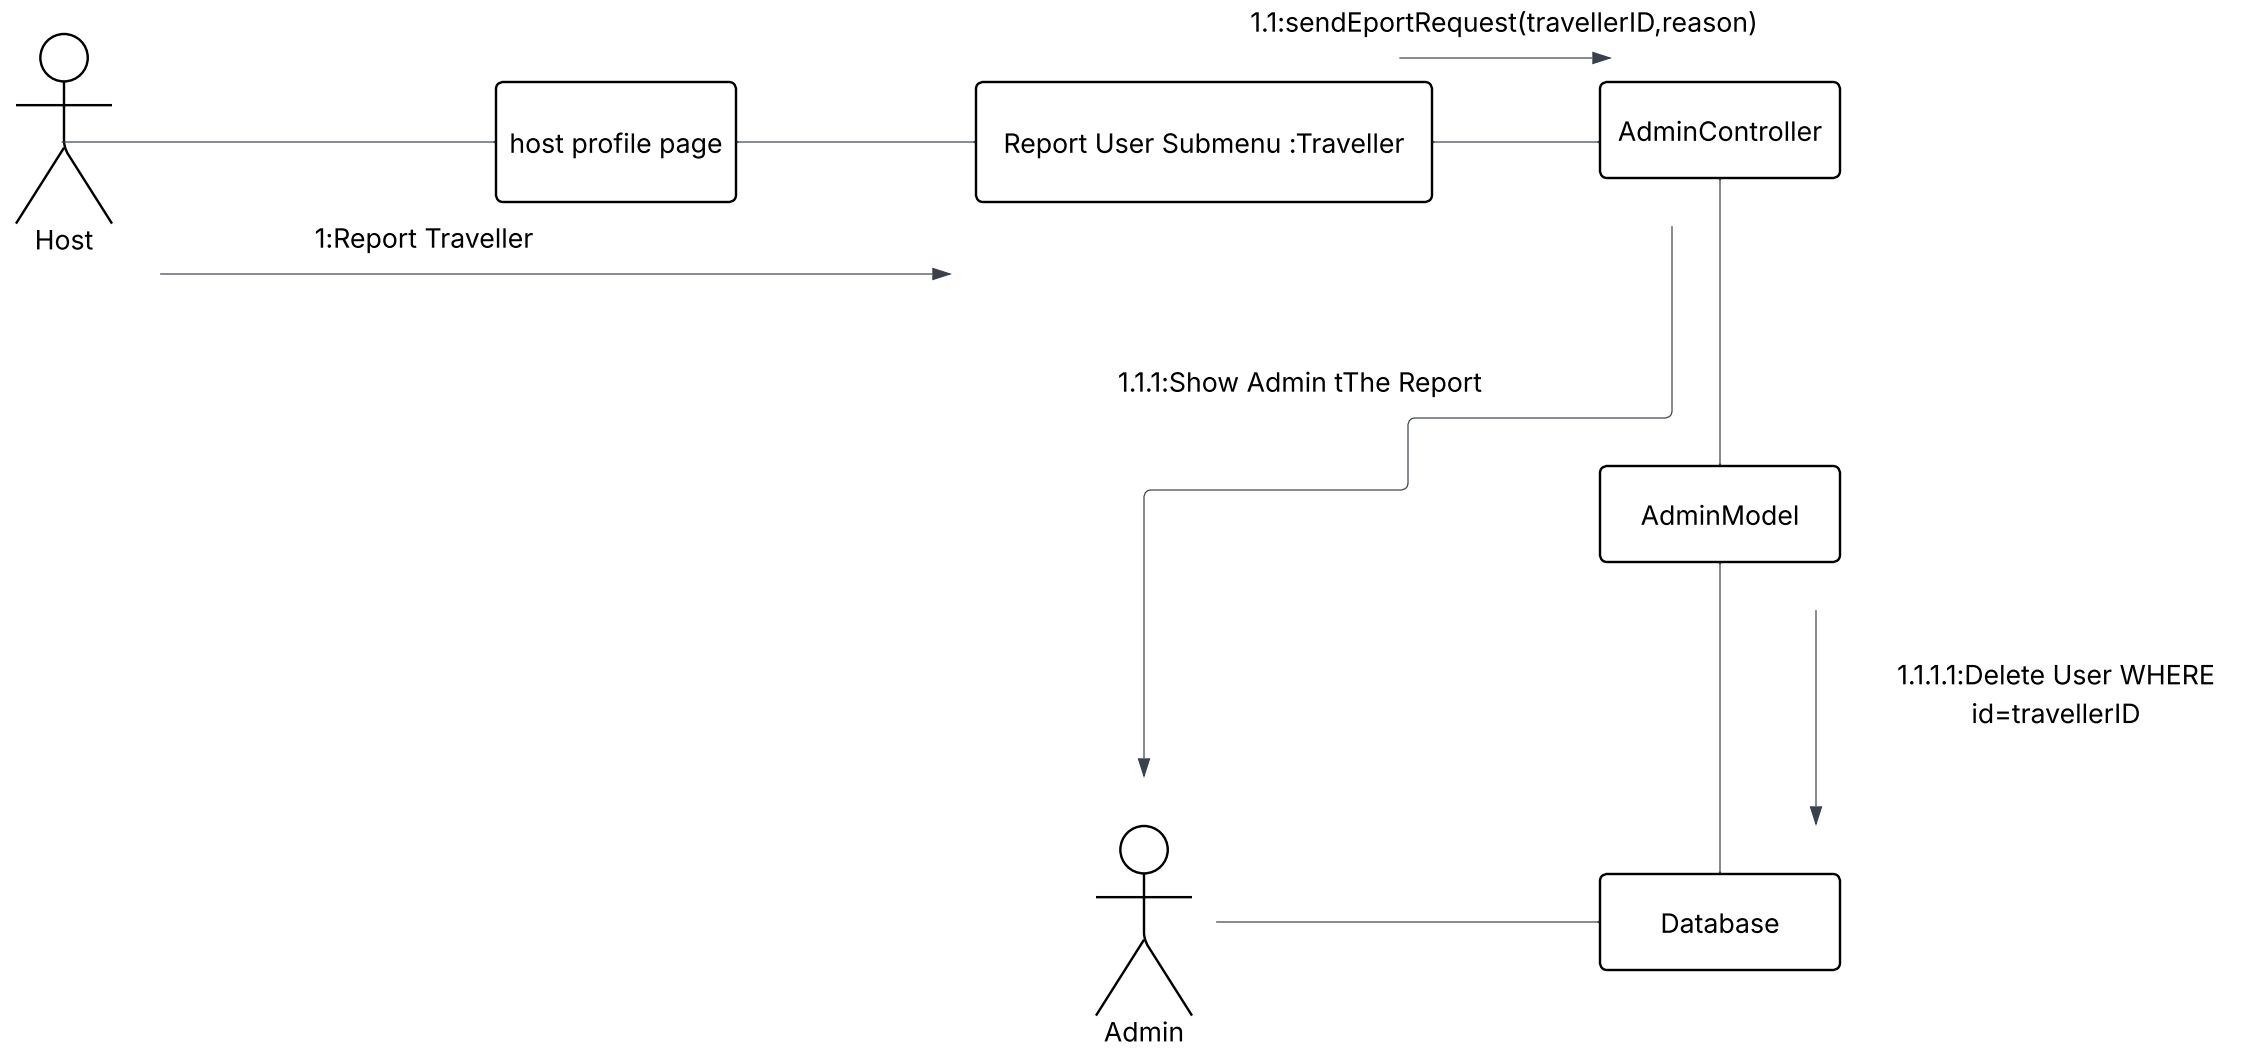 1.1:sendEportRequest(travellerID,reason)
host profile page
Report User Submenu :Traveller
AdminController
Host
1:Report Traveller
1.1.1:Show Admin tThe Report
AdminModel
1.1.1.1:Delete User WHERE
id=travellerID
Database
Admin